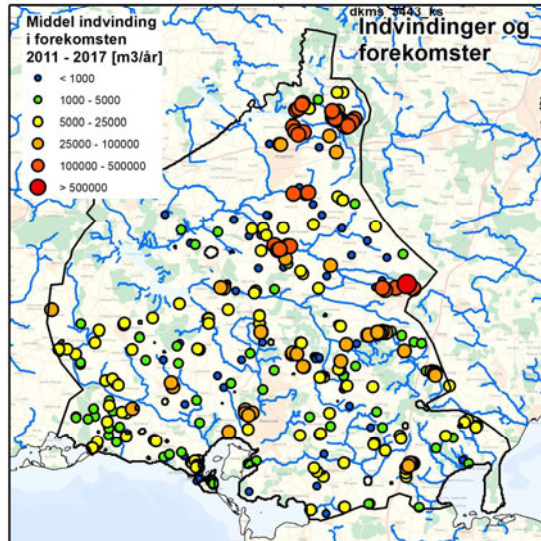 Middel indvinding
i forekomsten
2011 - 2017 [m3/år]
< 1000
1000 - 5000
5000 - 25000
25000 - 100000
100000 - 500000
> 500000
dkms_3443_ks
Indvindinger og
forekomster